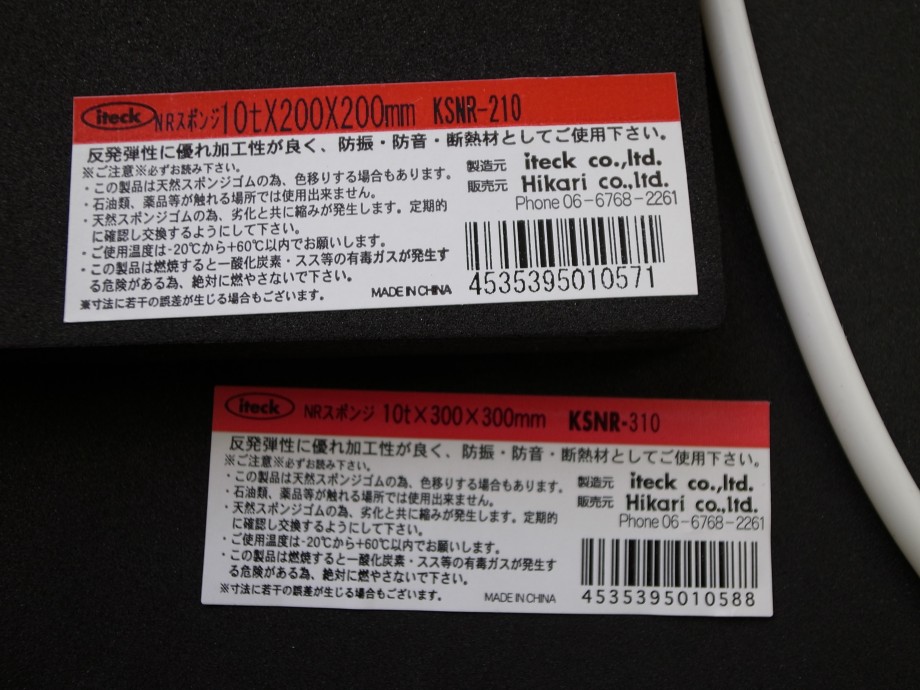 iteck NRスポンジ 10tX200X200mm KSNR-210
反発弾性に優れ加工性が良く、防振・防音・断熱材としてご使用下さい。
※ご注意※必ずお読み下さい。
・この製品は天然スポンジゴムの為、色移りする場合もあります。
・石油類、薬品等が触れる場所では使用出来ません。
・天然スポンジゴムの為、劣化と共に縮みが発生します。定期的
に確認し交換するようにして下さい。
・ご使用温度は-20℃から+60℃以内でお願いします。
・この製品は燃焼すると一酸化炭素・スス等の有毒ガスが発生す
る危険がある為、絶対に燃やさないで下さい。
※寸法に若干の誤差が生じる場合もございます。
MADE IN CHINA
製造元 iteck co.,ltd.
販売元 Hikari co.,ltd.
Phone 06-6768-2261
4535395010571
iteck NRスポンジ 10t×300×300mm KSNR-310
反発弾性に優れ加工性が良く、防振・防音・断熱材としてご使用下さい。
※ご注意※必ずお読み下さい。
・この製品は天然スポンジゴムの為、色移りする場合もあります。
・石油類、薬品等が触れる場所では使用出来ません。
・天然スポンジゴムの為、劣化と共に縮みが発生します。定期的
に確認し交換するようにして下さい。
・ご使用温度は-20℃から+60℃以内でお願いします。
・この製品は燃焼すると一酸化炭素・スス等の有毒ガスが発生す
る危険がある為、絶対に燃やさないで下さい。
※寸法に若干の誤差が生じる場合もございます。
MADE IN CHINA
製造元 iteck co.,ltd.
販売元 Hikari co.,ltd.
Phone 06-6768-2261
4535395010588